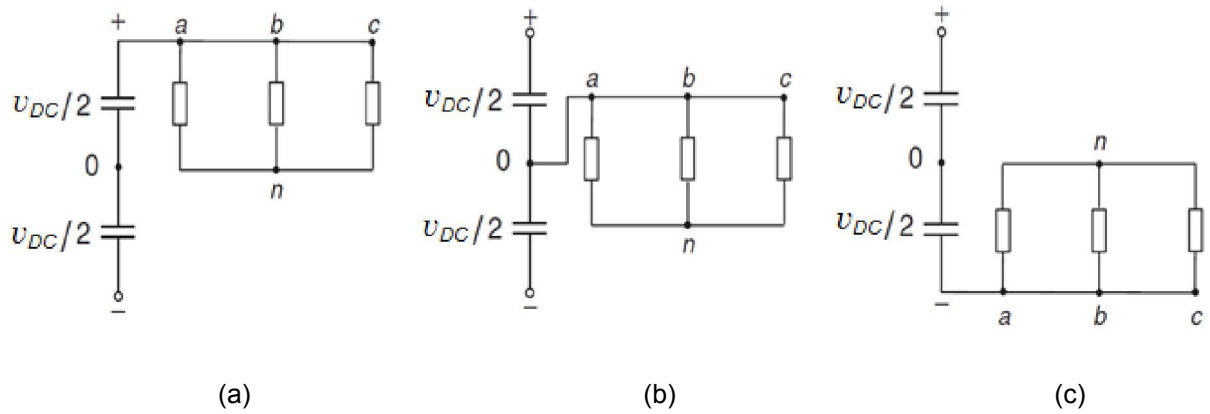 + a b c
v_DC/2
0
v_DC/2
n
−
+
a b c
v_DC/2
0
v_DC/2
n
−
+
v_DC/2
0 n
v_DC/2
−
a b c
(a) (b) (c)